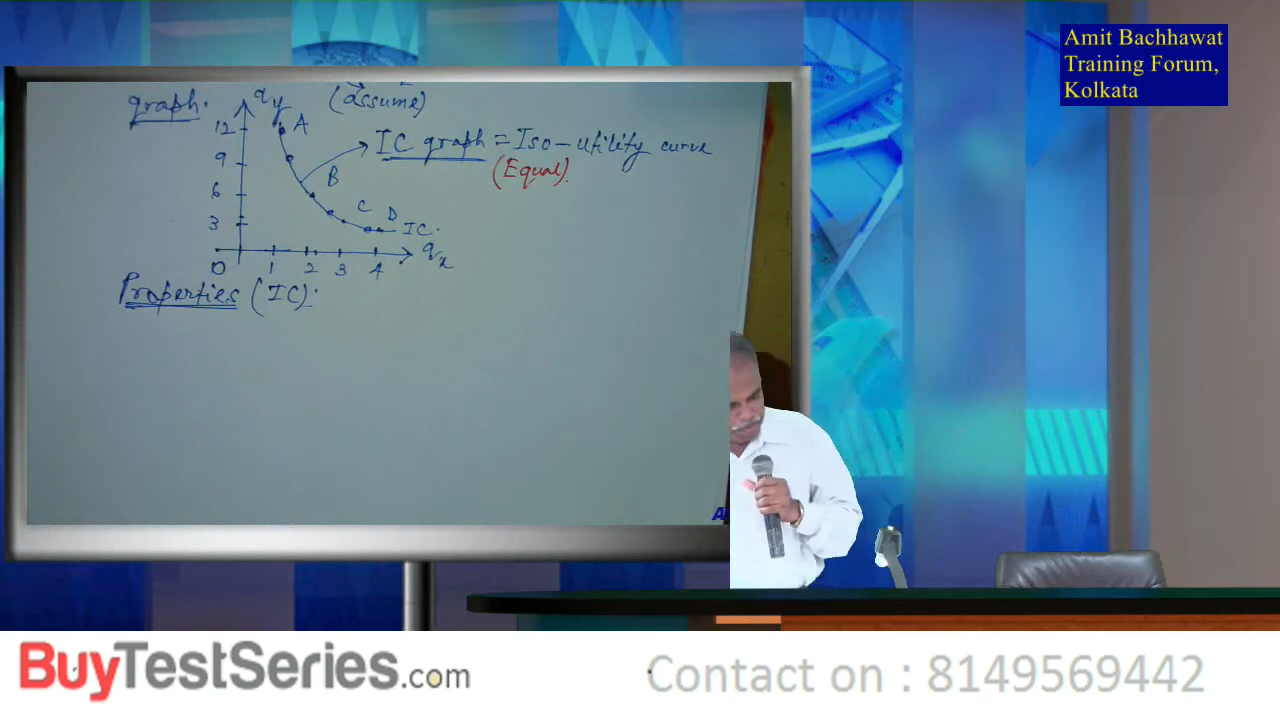 Amit Bachhawat
Training Forum,
Kolkata
graph.
qy
(assume)
12
A
IC graph = Iso-utility curve
(Equal).
9
B
6
C
D
3
IC.
qx
0 1 2 3 4
Properties (IC):
A
BuyTestSeries.com
Contact on : 8149569442